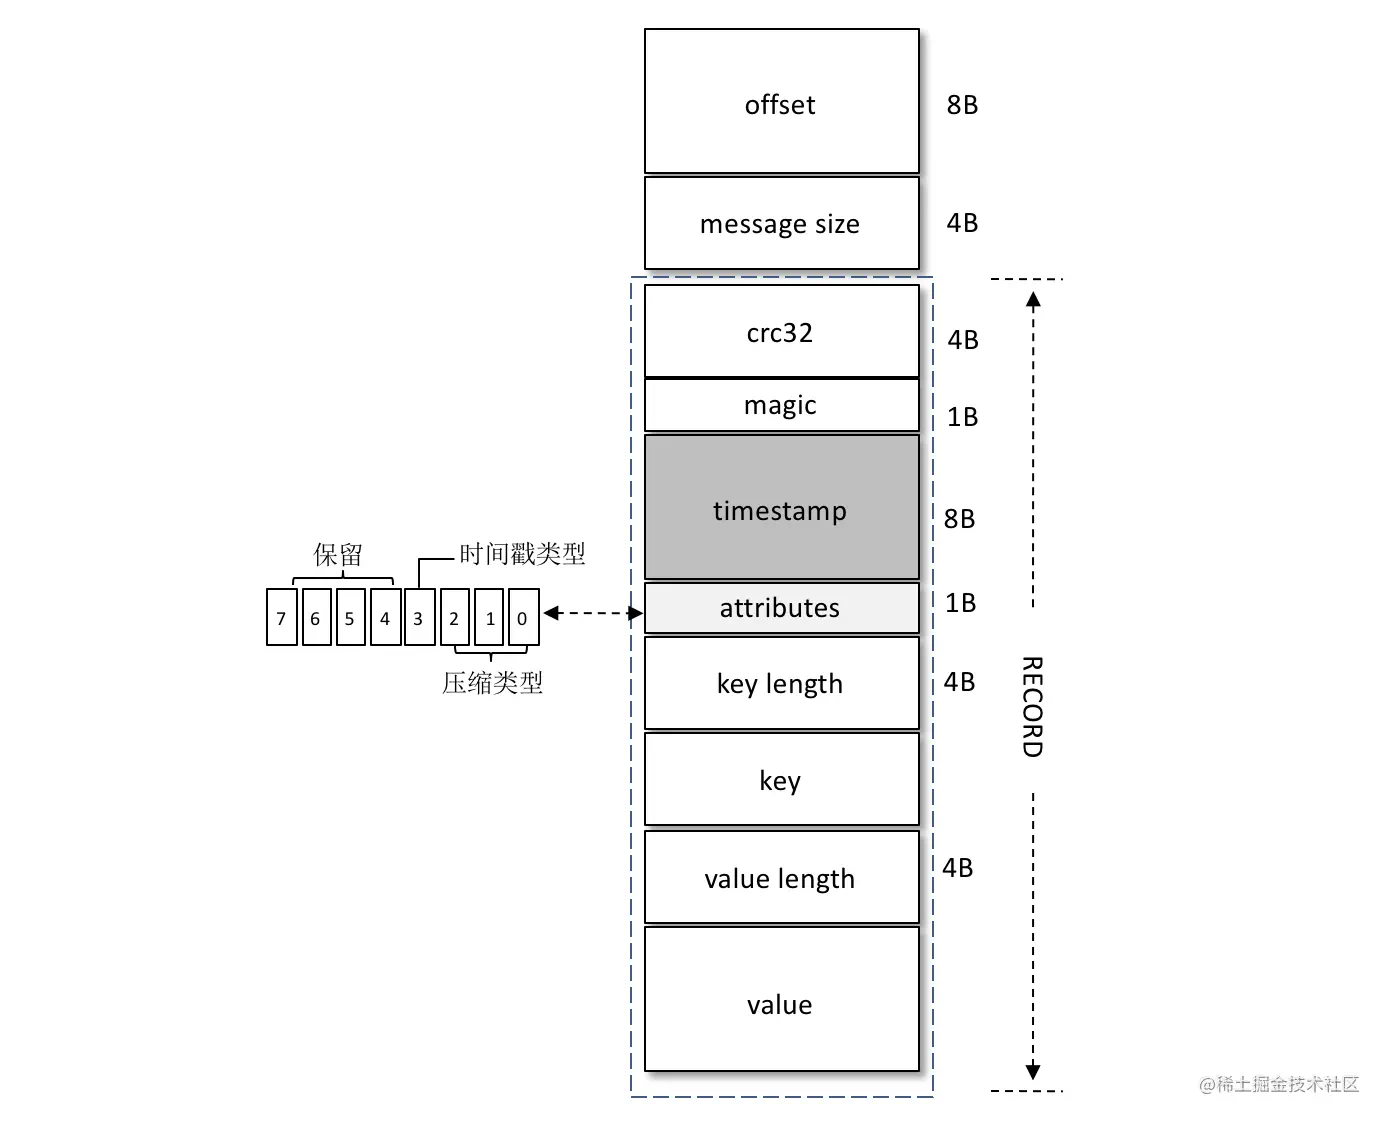 offset
8B
message size
4B
crc32
4B
magic
1B
timestamp
8B
保留
时间戳类型
7 6 5 4 3 2 1 0
压缩类型
attributes
1B
key length
4B
RECORD
key
value length
4B
value
@稀土掘金技术社区